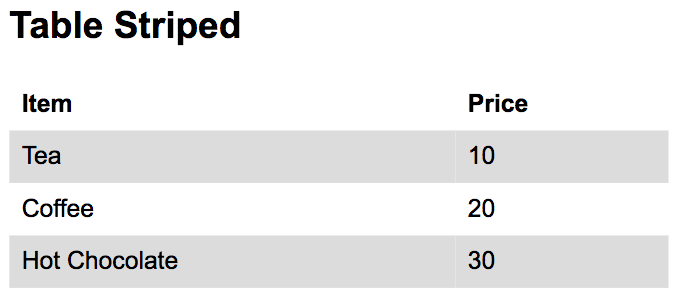 Table Striped
Item Price
Tea 10
Coffee 20
Hot Chocolate 30